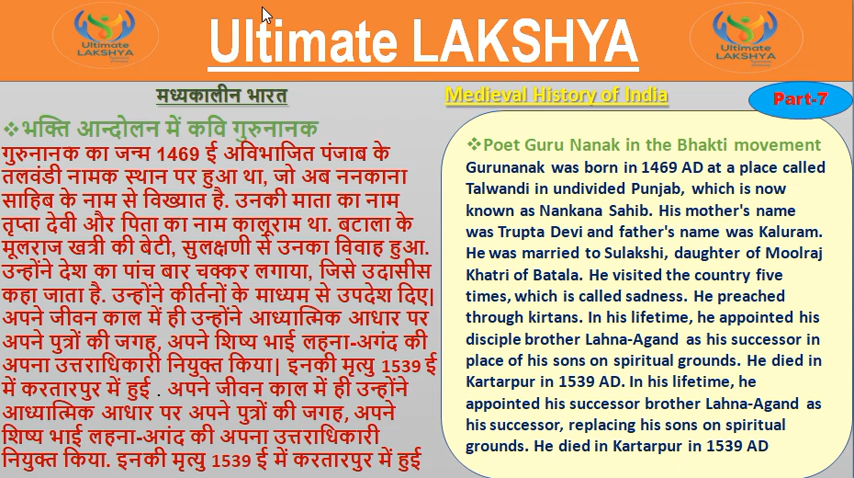 Ultimate
LAKSHYA
Ultimate LAKSHYA
Ultimate
LAKSHYA
मध्यकालीन भारत
Medieval History of India
Part-7
❖भक्ति आन्दोलन में कवि गुरुनानक
गुरुनानक का जन्म 1469 ई अविभाजित पंजाब के
तलवंडी नामक स्थान पर हुआ था, जो अब ननकाना
साहिब के नाम से विख्यात है. उनकी माता का नाम
तृप्ता देवी और पिता का नाम कालूराम था. बटाला के
मूलराज खत्री की बेटी, सुलक्षणी से उनका विवाह हुआ.
उन्होंने देश का पांच बार चक्कर लगाया, जिसे उदासीस
कहा जाता है. उन्होंने कीर्तनों के माध्यम से उपदेश दिए|
अपने जीवन काल में ही उन्होंने आध्यात्मिक आधार पर
अपने पुत्रों की जगह, अपने शिष्य भाई लहना-अगंद की
अपना उत्तराधिकारी नियुक्त किया| इनकी मृत्यु 1539 ई
में करतारपुर में हुई . अपने जीवन काल में ही उन्होंने
आध्यात्मिक आधार पर अपने पुत्रों की जगह, अपने
शिष्य भाई लहना-अगंद की अपना उत्तराधिकारी
नियुक्त किया. इनकी मृत्यु 1539 ई में करतारपुर में हुई
❖Poet Guru Nanak in the Bhakti movement
Gurunanak was born in 1469 AD at a place called
Talwandi in undivided Punjab, which is now
known as Nankana Sahib. His mother's name
was Trupta Devi and father's name was Kaluram.
He was married to Sulakshi, daughter of Moolraj
Khatri of Batala. He visited the country five
times, which is called sadness. He preached
through kirtans. In his lifetime, he appointed his
disciple brother Lahna-Agand as his successor in
place of his sons on spiritual grounds. He died in
Kartarpur in 1539 AD. In his lifetime, he
appointed his successor brother Lahna-Agand as
his successor, replacing his sons on spiritual
grounds. He died in Kartarpur in 1539 AD